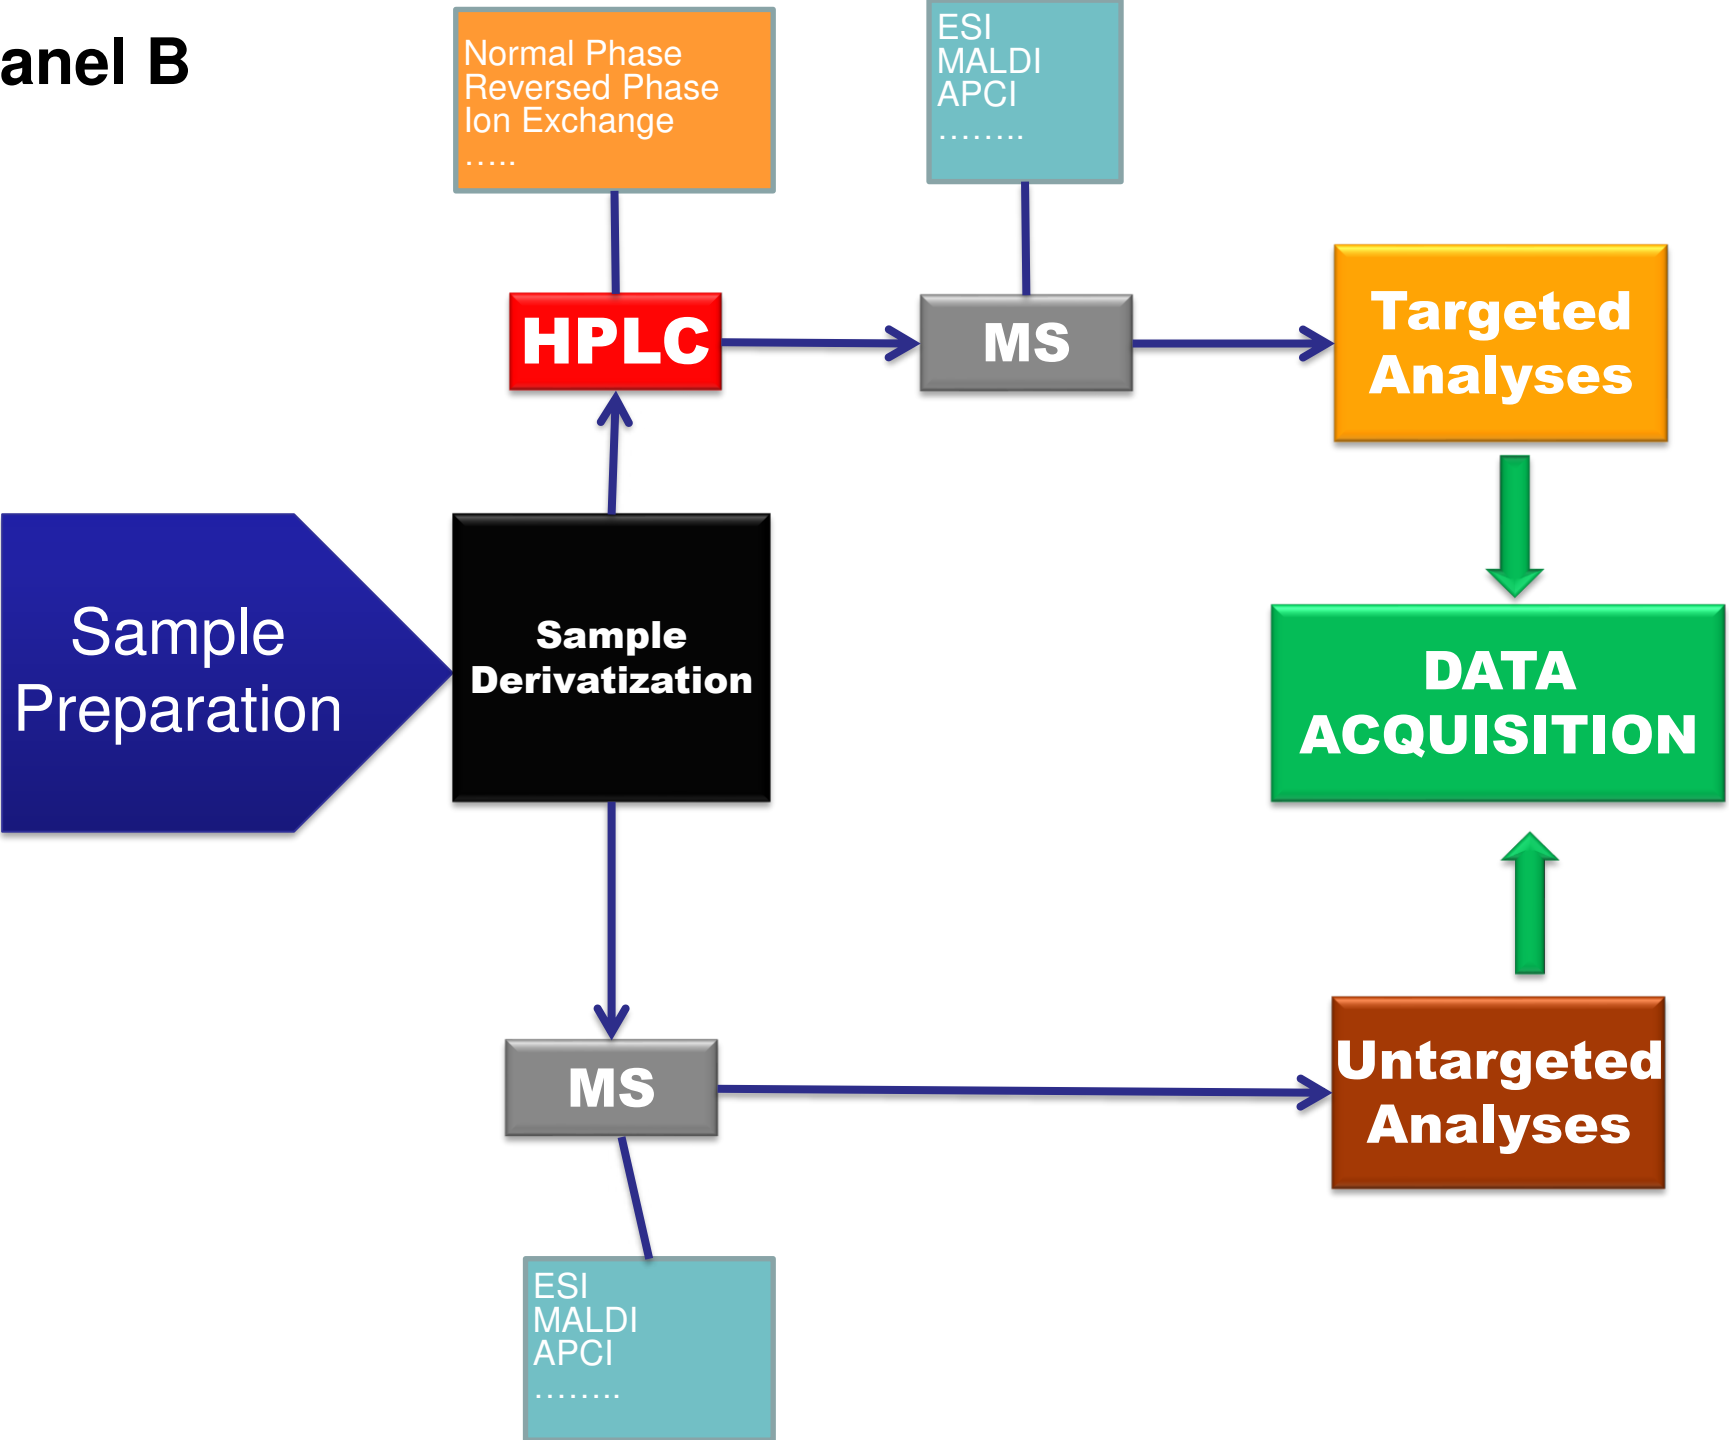 anel B
Normal Phase
Reversed Phase
Ion Exchange
.....
ESI
MALDI
APCI
........
HPLC
MS
Targeted
Analyses
Sample
Preparation
Sample
Derivatization
DATA
ACQUISITION
MS
Untargeted
Analyses
ESI
MALDI
APCI
........